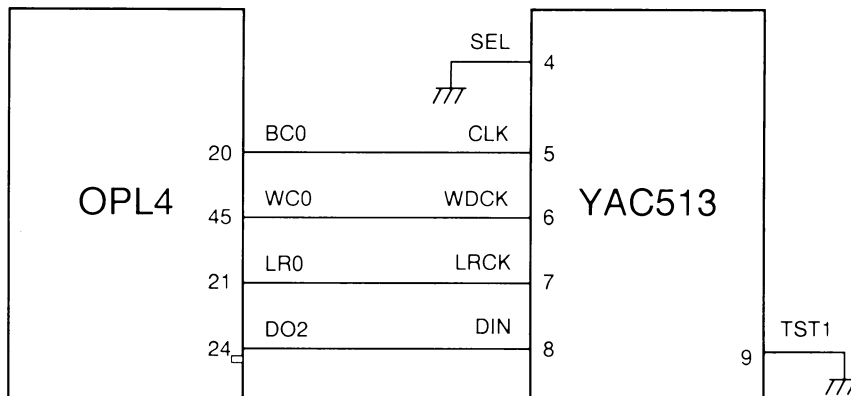 SEL
4
BC0 CLK
20 5
OPL4 WC0 WDCK YAC513
45 6
LR0 LRCK
21 7
DO2 DIN TST1
24 8 9